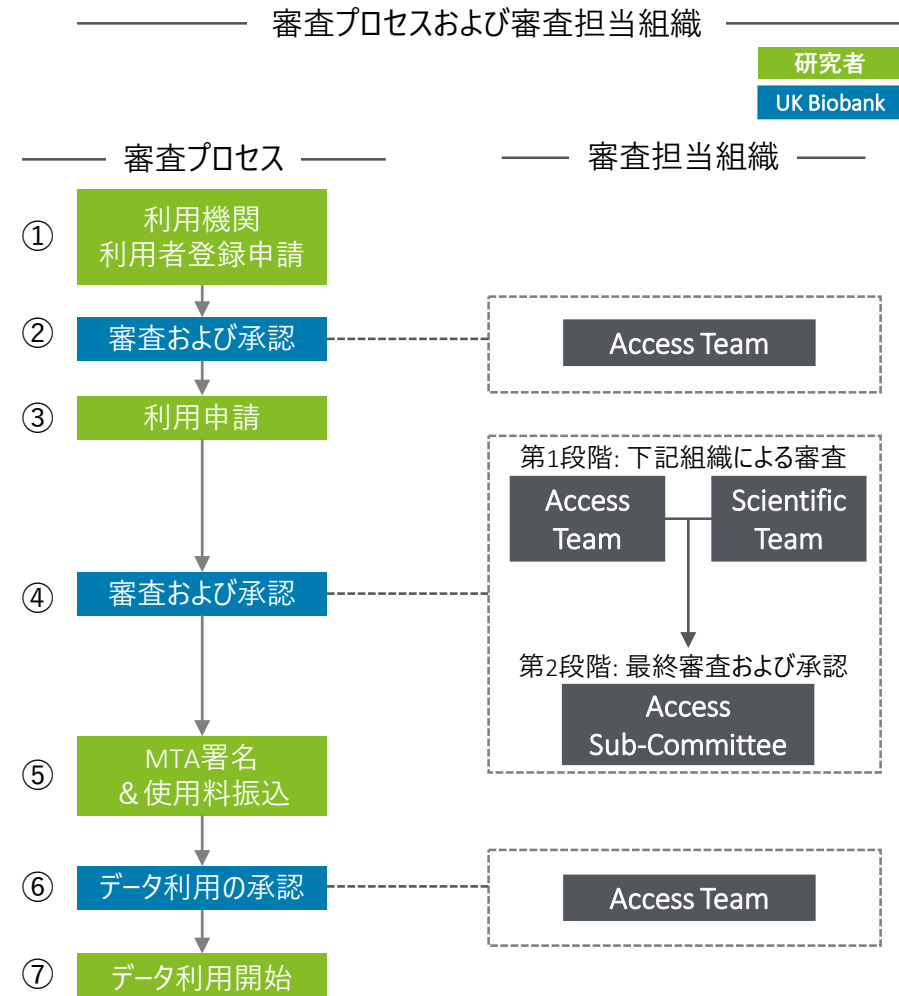 審査プロセスおよび審査担当組織
研究者
UK Biobank
審査プロセス
審査担当組織
①
利用機関
利用者登録申請
②
審査および承認
Access Team
③
利用申請
第1段階: 下記組織による審査
Access
Team
Scientific
Team
④
審査および承認
第2段階: 最終審査および承認
Access
Sub-Committee
⑤
MTA署名
&使用料振込
⑥
データ利用の承認
Access Team
⑦
データ利用開始